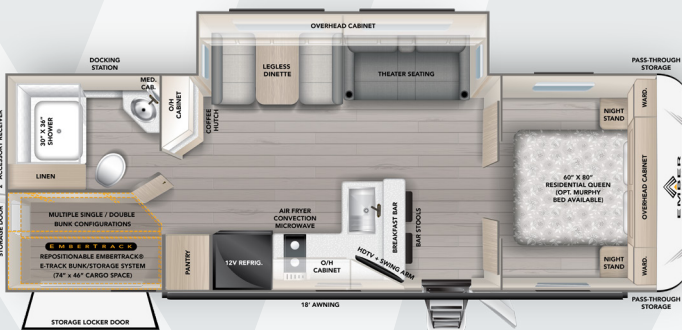 OVERHEAD CABINET
DOCKING
STATION
PASS-THROUGH
STORAGE
LEGLESS
DINETTE
THEATER SEATING
MED.
CAB.
O/H
CABINET
COFFEE
HUTCH
30" X 36"
SHOWER
LINEN
2" ACCESSORY RECEIVER
STORAGE DOOR
MULTIPLE SINGLE / DOUBLE
BUNK CONFIGURATIONS
EMBERTRACK
REPOSITIONABLE EMBERTRACK®
E-TRACK BUNK/STORAGE SYSTEM
(74" x 46" CARGO SPACE)
STORAGE LOCKER DOOR
PANTRY
12V REFRIG.
AIR FRYER
CONVECTION
MICROWAVE
O/H
CABINET
BREAKFAST BAR
BAR STOOLS
HDTV + SWING ARM
18' AWNING
WARD.
NIGHT
STAND
60" X 80"
RESIDENTIAL QUEEN
(OPT. MURPHY
BED AVAILABLE)
OVERHEAD CABINET
NIGHT
STAND
WARD.
EMBER
PASS-THROUGH
STORAGE